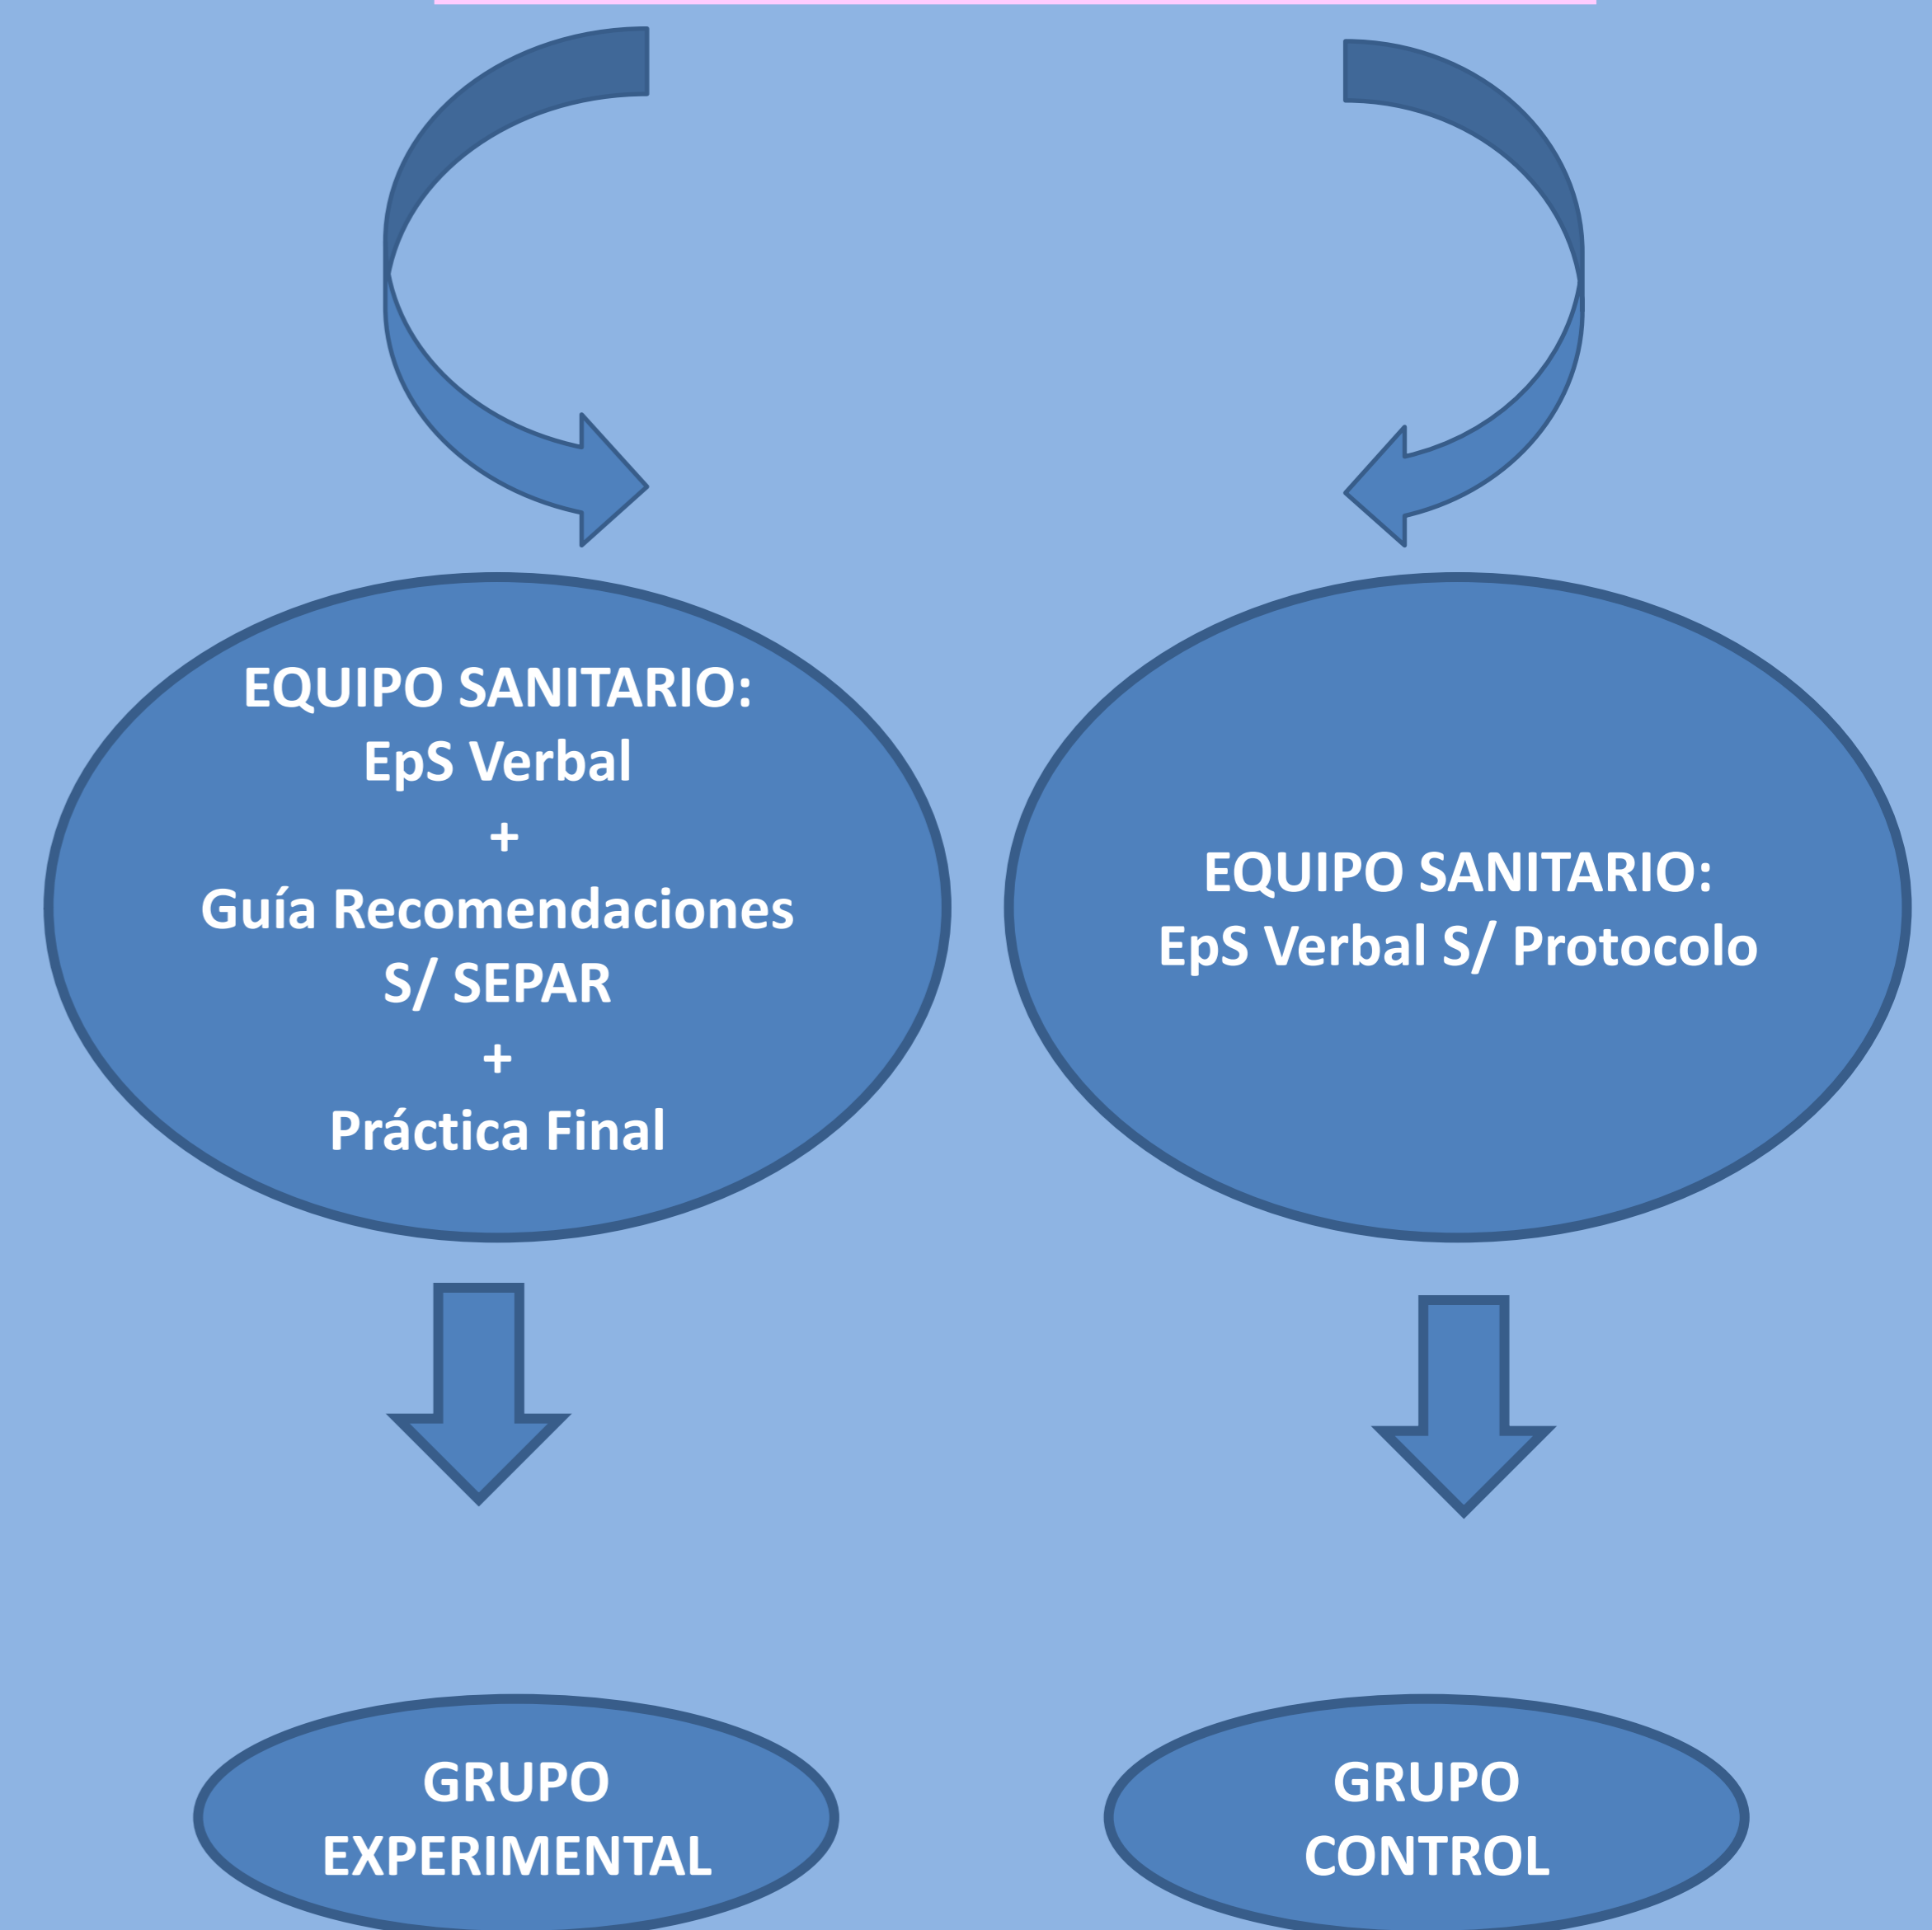 EQUIPO SANITARIO:
EpS Verbal
+
Guía Recomendaciones
S/ SEPAR
+
Práctica Final
EQUIPO SANITARIO:
EpS Verbal S/ Protocolo
GRUPO
EXPERIMENTAL
GRUPO
CONTROL